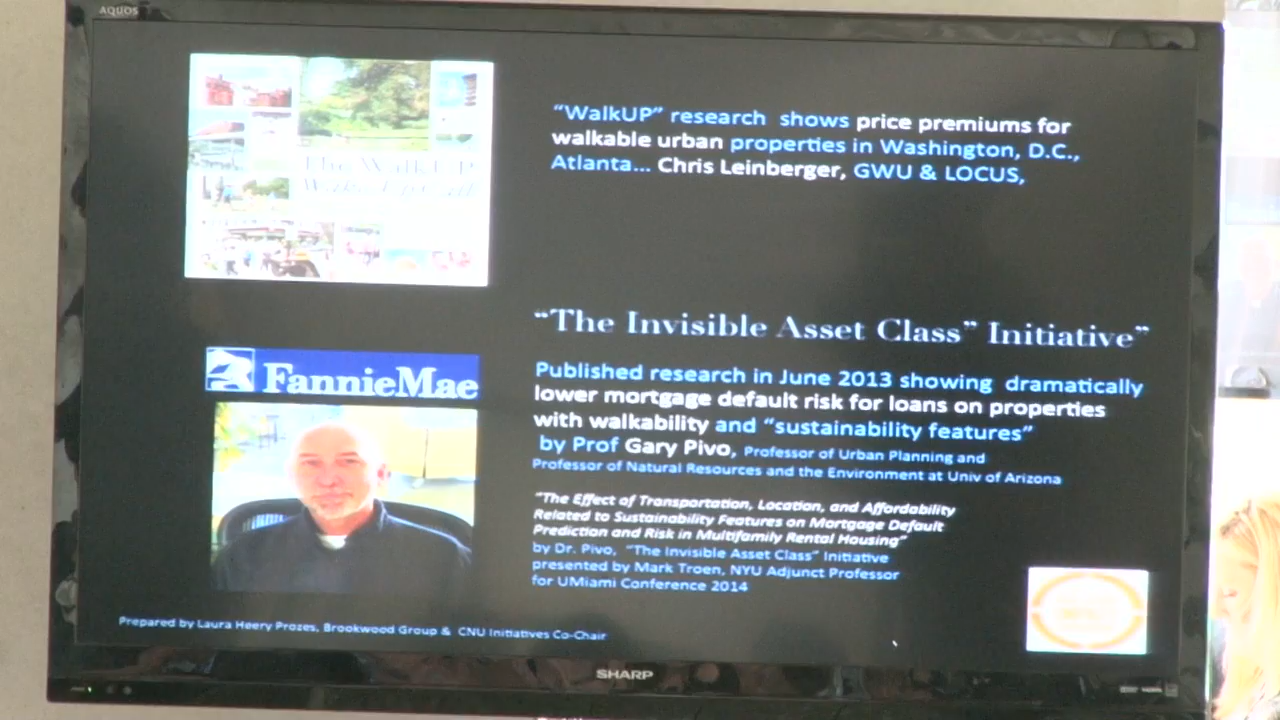 AQUOS
"WalkUP" research shows price premiums for
walkable urban properties in Washington, D.C.,
Atlanta... Chris Leinberger, GWU & LOCUS,
The WalkUP
"The Invisible Asset Class" Initiative"
FannieMae
Published research in June 2013 showing dramatically
lower mortgage default risk for loans on properties
with walkability and "sustainability features"
by Prof Gary Pivo, Professor of Urban Planning and
Professor of Natural Resources and the Environment at Univ of Arizona
"The Effect of Transportation, Location, and Affordability
Related to Sustainability Features on Mortgage Default
Prediction and Risk in Multifamily Rental Housing"
by Dr. Pivo, "The Invisible Asset Class" Initiative
presented by Mark Troen, NYU Adjunct Professor
for UMiami Conference 2014
Prepared by Laura Heery Prozes, Brookwood Group & CNU Initiatives Co-Chair
SHARP